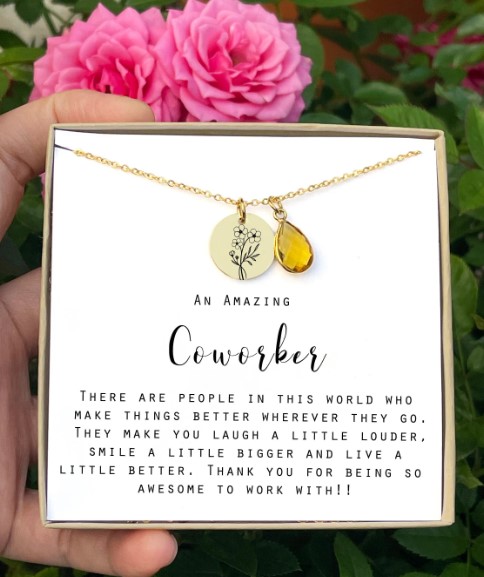 An Amazing
Coworker
There are people in this world who
make things better wherever they go.
They make you laugh a little louder,
smile a little bigger and live a
little better. Thank you for being so
awesome to work with!!